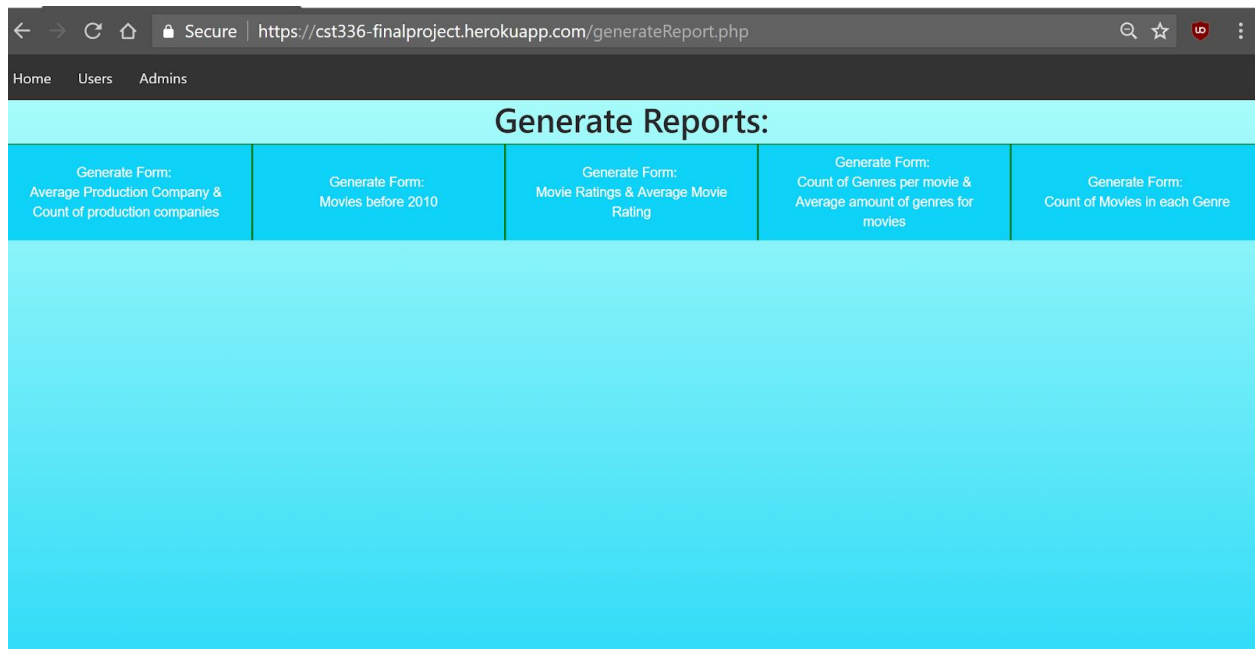 Secure https://cst336-finalproject.herokuapp.com/generateReport.php
Home Users Admins
Generate Reports:
Generate Form:
Average Production Company &
Count of production companies
Generate Form:
Movies before 2010
Generate Form:
Movie Ratings & Average Movie
Rating
Generate Form:
Count of Genres per movie &
Average amount of genres for
movies
Generate Form:
Count of Movies in each Genre